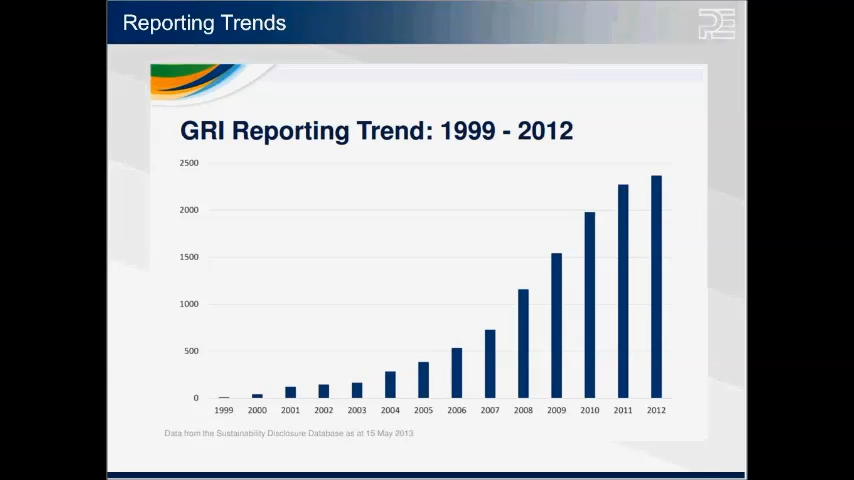 Reporting Trends
PE
GRI Reporting Trend: 1999 - 2012
2500
2000
1500
1000
500
0
1999 2000 2001 2002 2003 2004 2005 2006 2007 2008 2009 2010 2011 2012
Data from the Sustainability Disclosure Database as at 15 May 2013